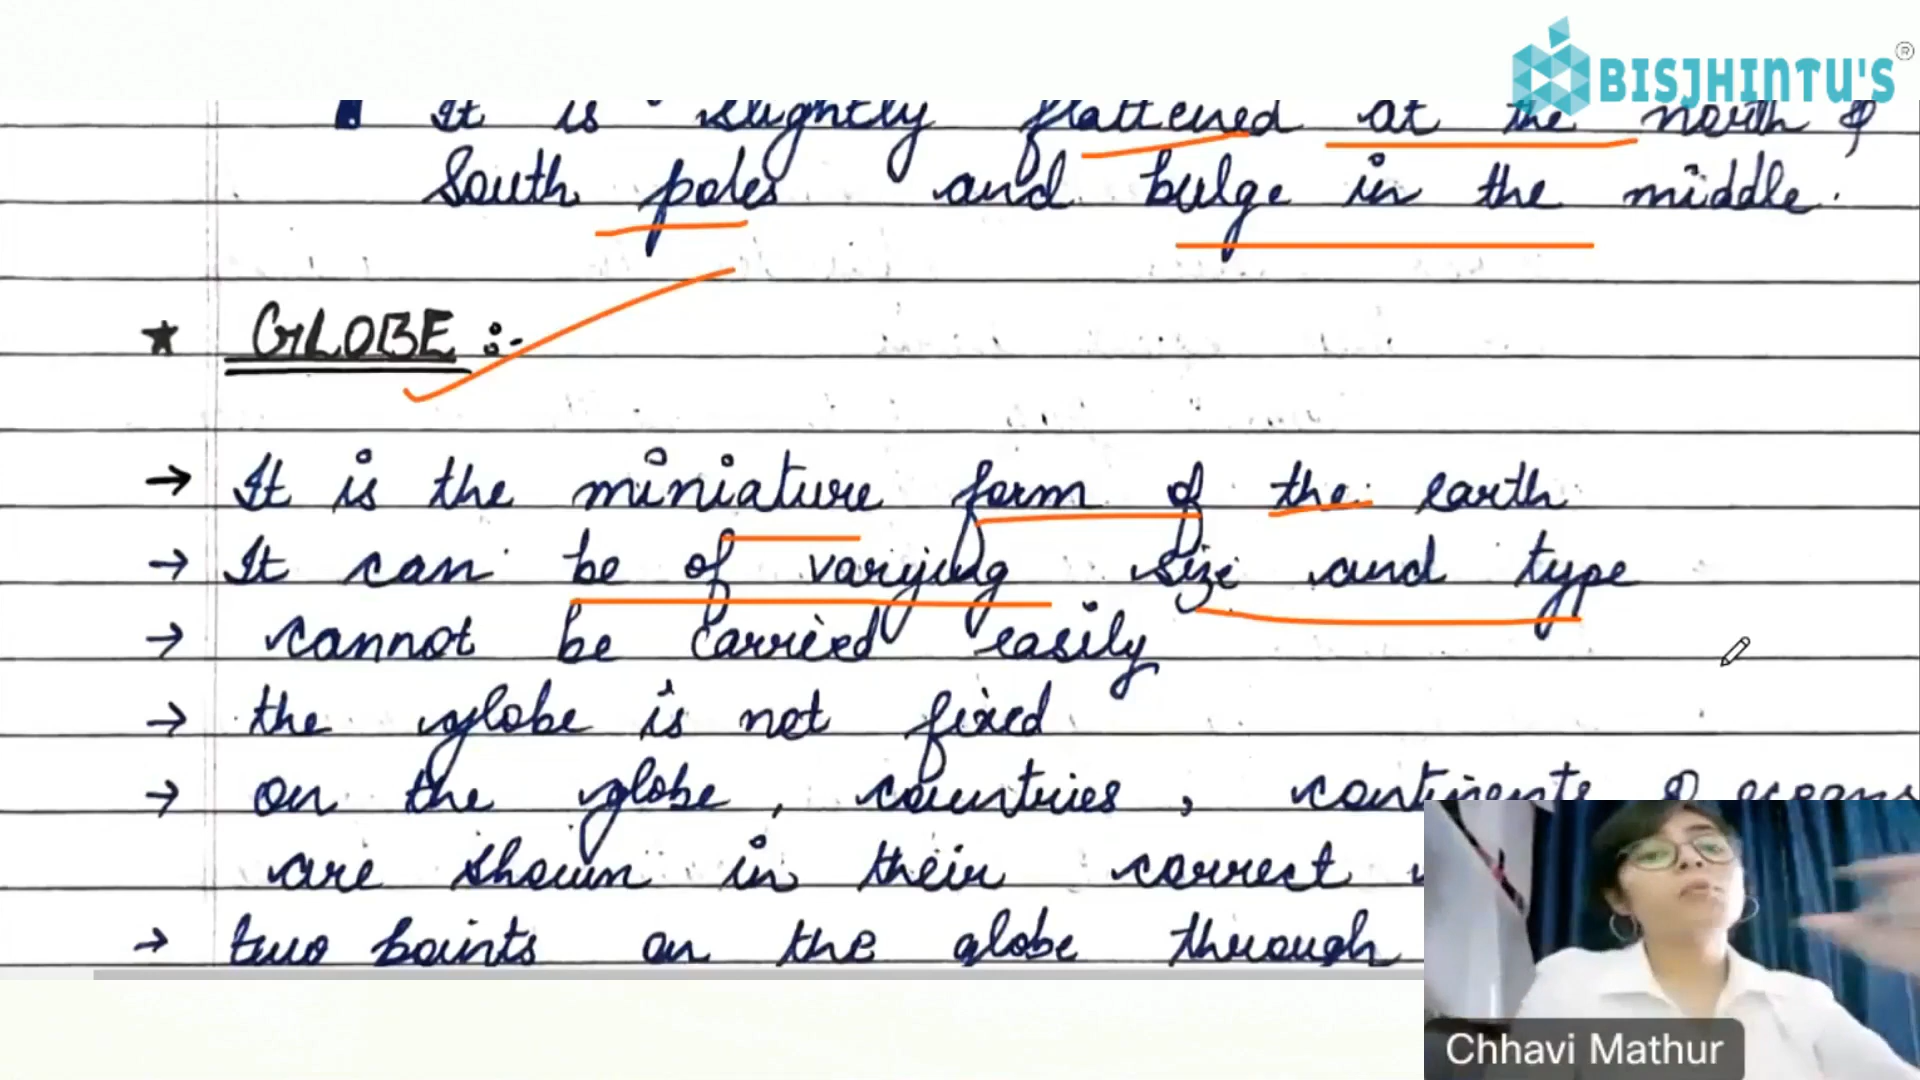 BISJHINTU'S ®
It is slightly flattened at the north &
South poles and bulge in the middle.
★ GLOBE :-
→ It is the miniature form of the earth
→ It can be of varying size and type
→ cannot be carried easily
→ the globe is not fixed
→ on the globe, countries, continents & oceans
are shown in their correct
→ two points on the globe through
Chhavi Mathur